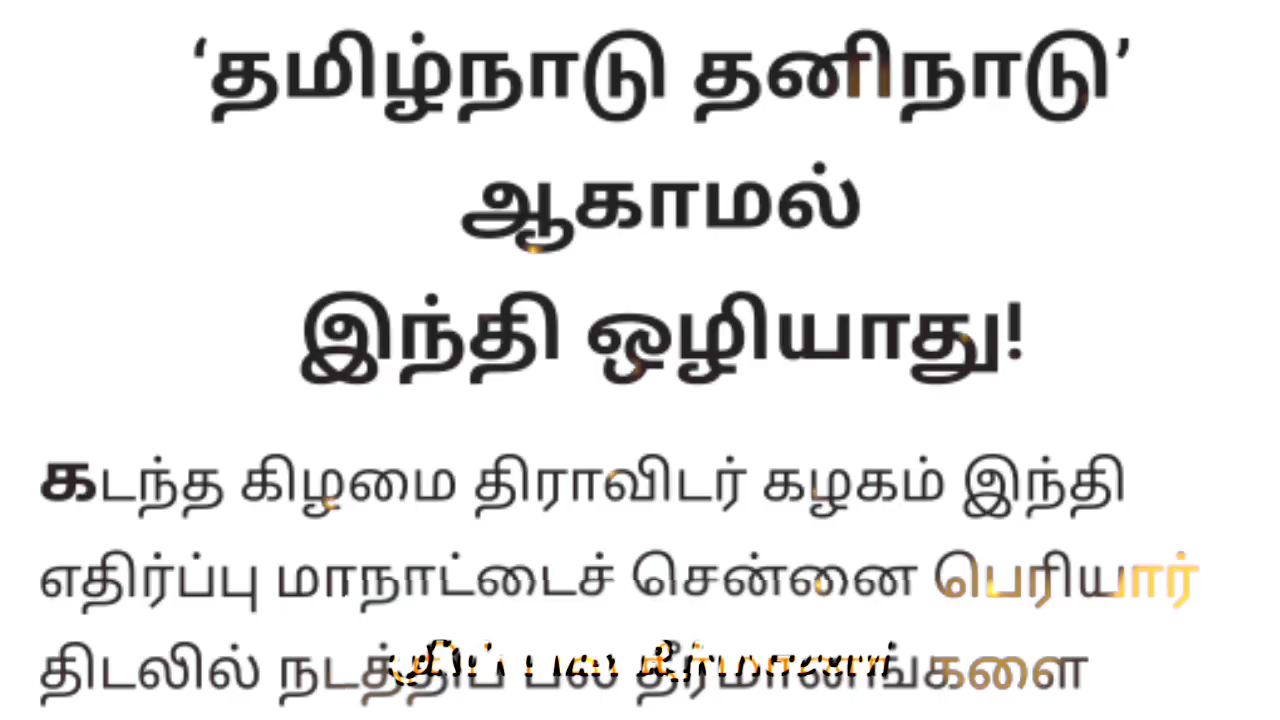 ‘தமிழ்நாடு தனிநாடு’
ஆகாமல்
இந்தி ஒழியாது!
கடந்த கிழமை திராவிடர் கழகம் இந்தி
எதிர்ப்பு மாநாட்டைச் சென்னை பெரியார்
திடலில் நடத்திப் பல தீர்மானங்களை